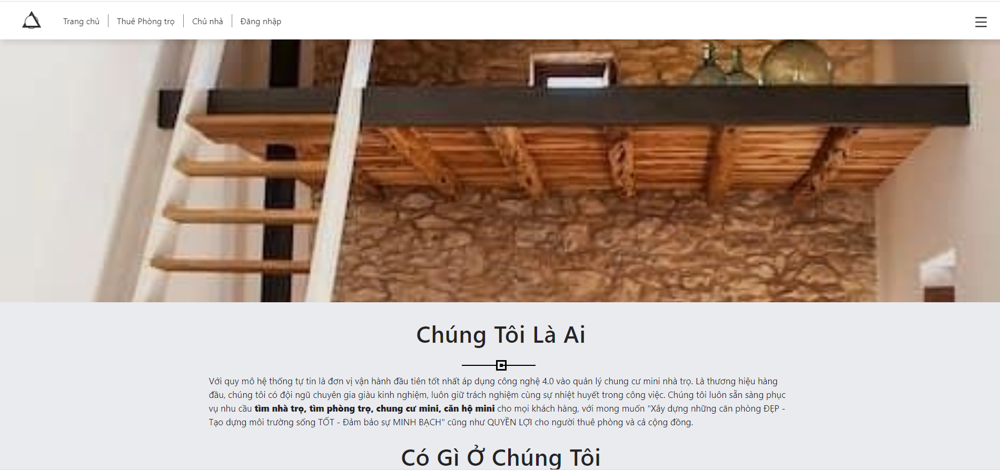 Trang chủ
Thuê Phòng trọ
Chủ nhà
Đăng nhập
Chúng Tôi Là Ai
Với quy mô hệ thống tự tin là đơn vị vận hành đầu tiên tốt nhất áp dụng công nghệ 4.0 vào quản lý chung cư mini nhà trọ. Là thương hiệu hàng
đầu, chúng tôi có đội ngũ chuyên gia giàu kinh nghiệm, luôn giữ trách nghiệm cùng sự nhiệt huyết trong công việc. Chúng tôi luôn sẵn sàng phục
vụ nhu cầu tìm nhà trọ, tìm phòng trọ, chung cư mini, căn hộ mini cho mọi khách hàng, với mong muốn "Xây dựng những căn phòng ĐẸP -
Tạo dựng môi trường sống TỐT - Đảm bảo sự MINH BẠCH" cũng như QUYỀN LỢI cho người thuê phòng và cả cộng đồng.
Có Gì Ở Chúng Tôi